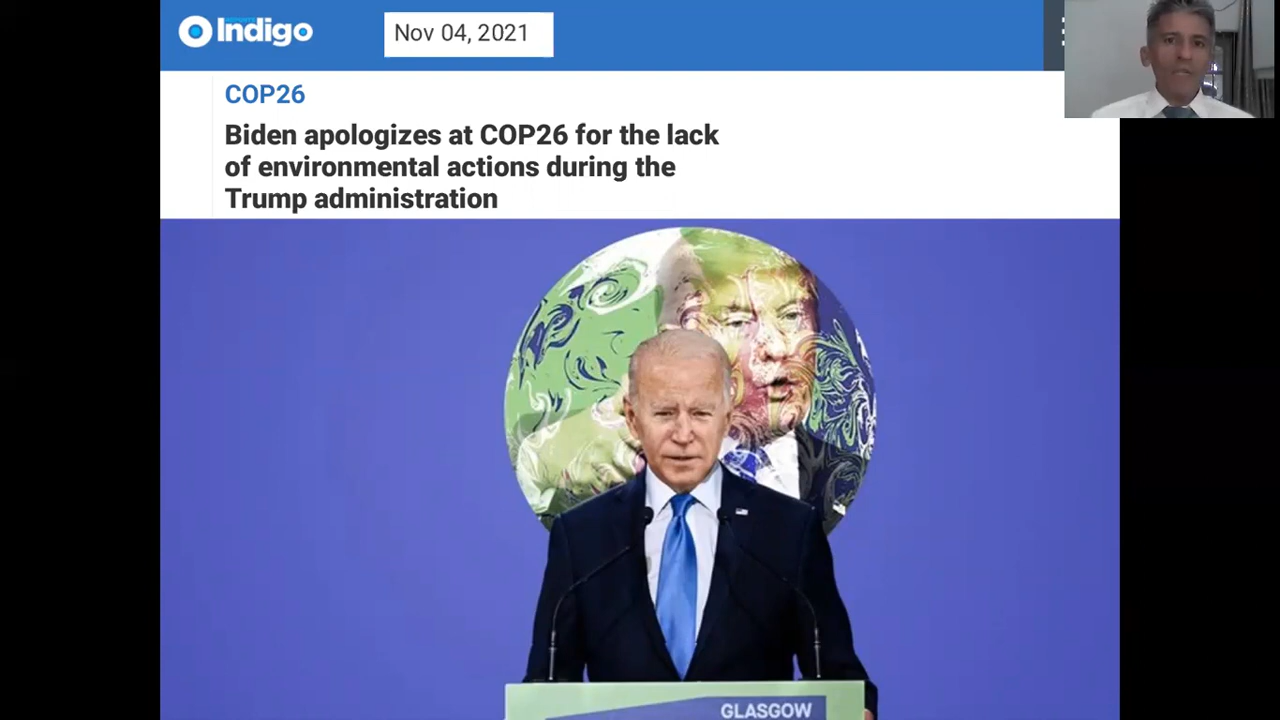 Indigo
Nov 04, 2021
COP26
Biden apologizes at COP26 for the lack
of environmental actions during the
Trump administration
GLASGOW